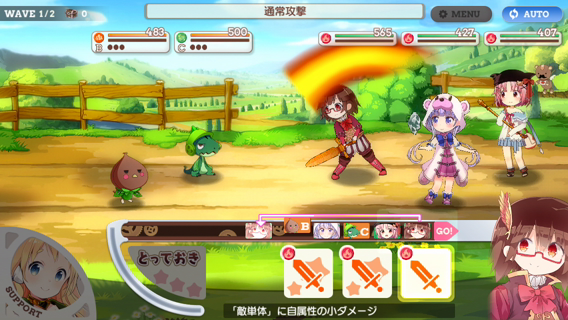 WAVE 1/2 0
通常攻撃
MENU
AUTO
B 483
C 500
565
427
407
B
C
GO!
とっておき
SUPPORT
「敵単体」に自属性の小ダメージ